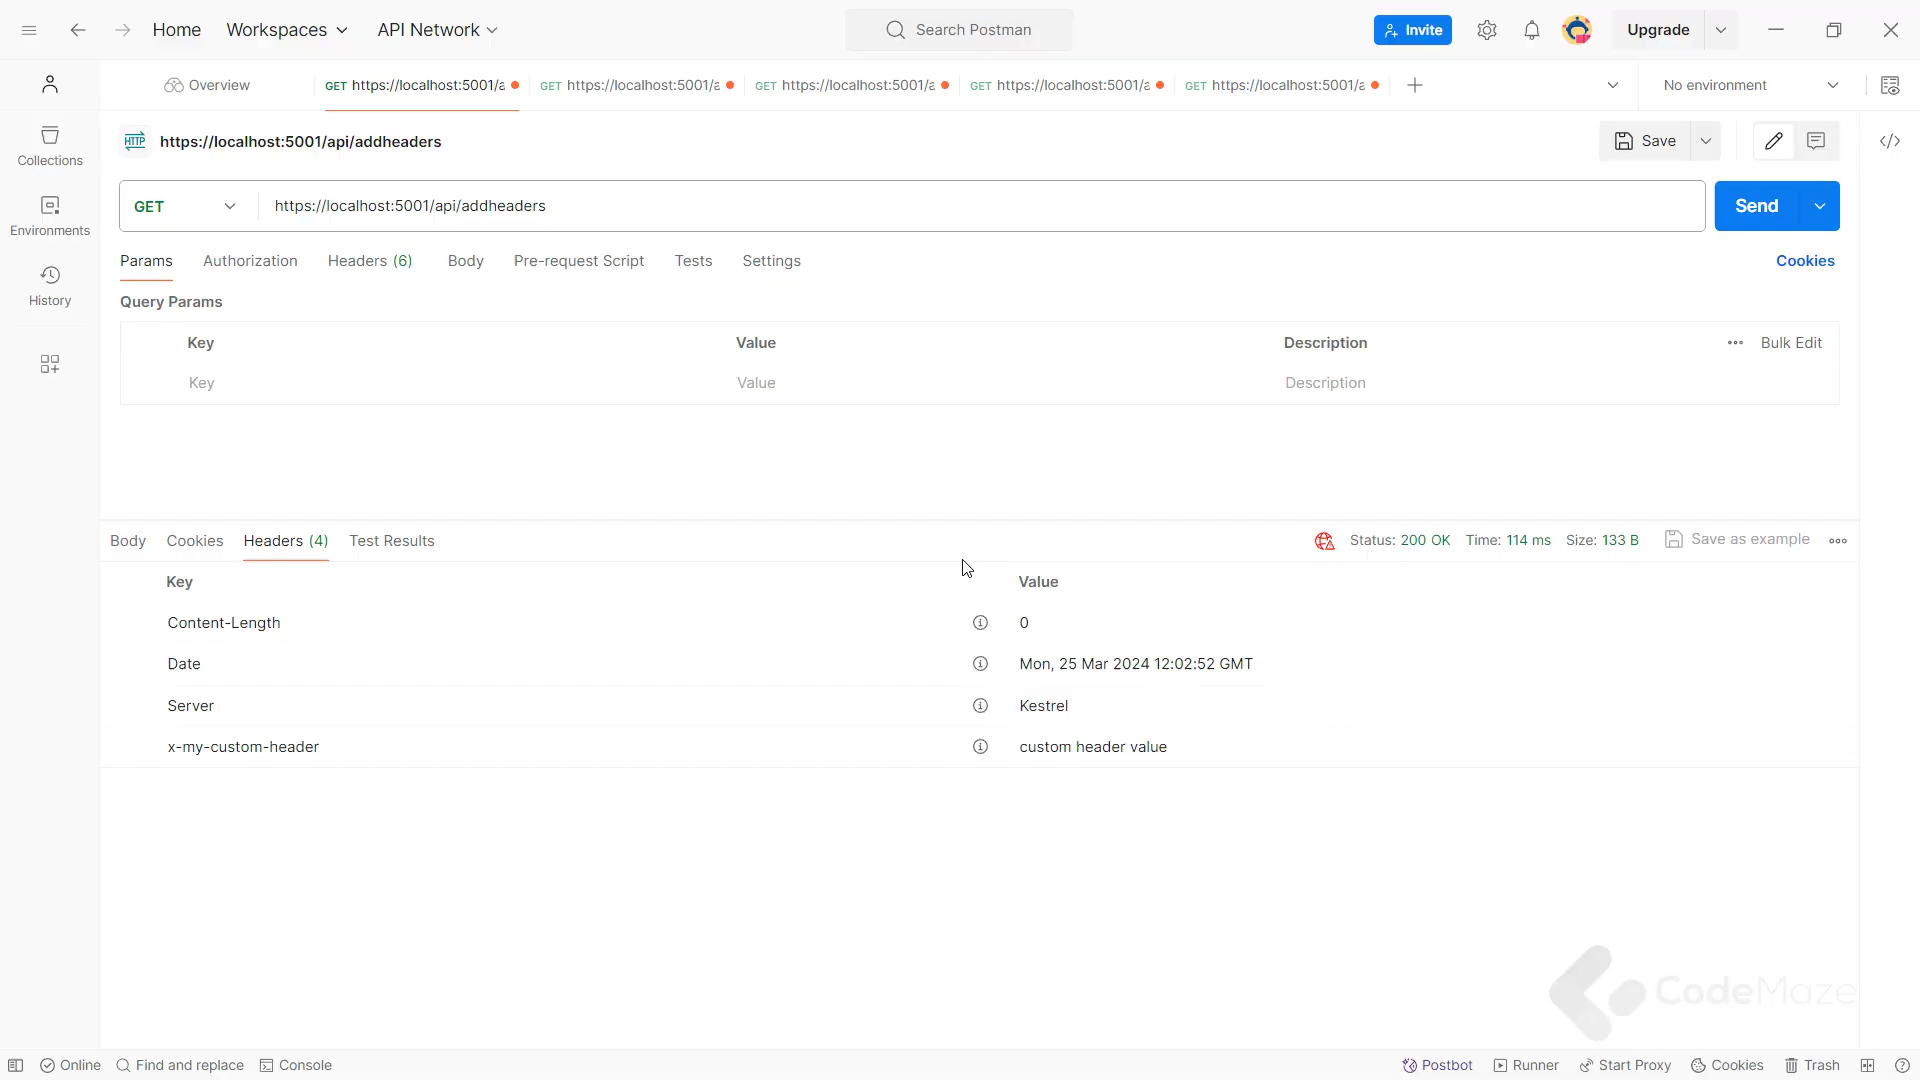 Home Workspaces API Network Search Postman Invite Upgrade
Overview GET https://localhost:5001/a GET https://localhost:5001/a GET https://localhost:5001/a GET https://localhost:5001/a GET https://localhost:5001/a No environment
HTTP https://localhost:5001/api/addheaders Save
Collections
GET https://localhost:5001/api/addheaders Send
Environments
Params Authorization Headers (6) Body Pre-request Script Tests Settings Cookies
History
Query Params
Key Value Description Bulk Edit
Key Value Description
Body Cookies Headers (4) Test Results Status: 200 OK Time: 114 ms Size: 133 B Save as example
Key Value
Content-Length 0
Date Mon, 25 Mar 2024 12:02:52 GMT
Server Kestrel
x-my-custom-header custom header value
CodeMaze
Online Find and replace Console Postbot Runner Start Proxy Cookies Trash